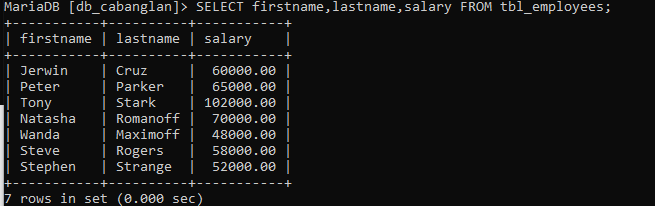 MariaDB [db_cabanglan]> SELECT firstname,lastname,salary FROM tbl_employees;
+-----------+----------+-----------+
| firstname | lastname | salary    |
+-----------+----------+-----------+
| Jerwin    | Cruz     |  60000.00 |
| Peter     | Parker   |  65000.00 |
| Tony      | Stark    | 102000.00 |
| Natasha   | Romanoff |  70000.00 |
| Wanda     | Maximoff |  48000.00 |
| Steve     | Rogers   |  58000.00 |
| Stephen   | Strange  |  52000.00 |
+-----------+----------+-----------+
7 rows in set (0.000 sec)